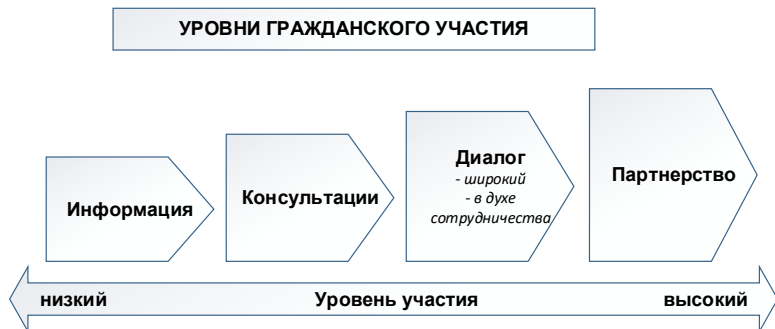 УРОВНИ ГРАЖДАНСКОГО УЧАСТИЯ
Информация
Консультации
Диалог
- широкий
- в духе
сотрудничества
Партнерство
низкий
Уровень участия
высокий